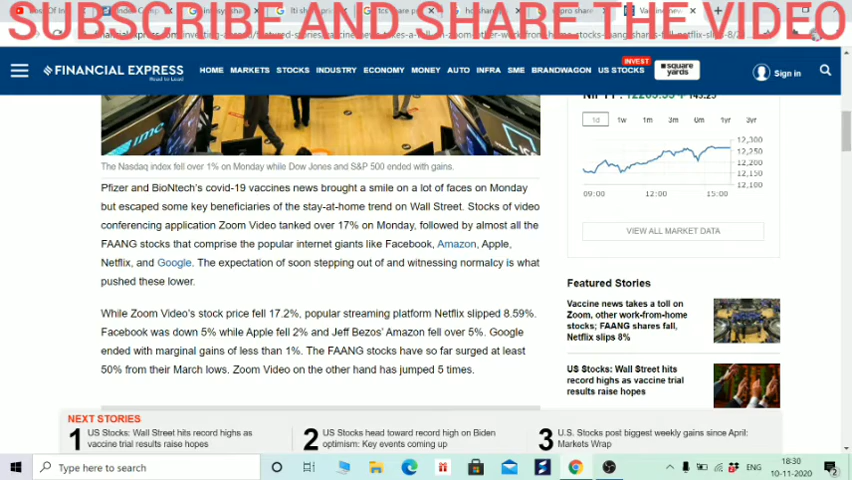 SUBSCRIBE AND SHARE THE VIDEO
FINANCIAL EXPRESS
Read to Lead
HOME MARKETS STOCKS INDUSTRY ECONOMY MONEY AUTO INFRA SME BRANDWAGON US STOCKS
INVEST
square yards
Sign in
imc
The Nasdaq index fell over 1% on Monday while Dow Jones and S&P 500 ended with gains.
Pfizer and BioNtech's covid-19 vaccines news brought a smile on a lot of faces on Monday
but escaped some key beneficiaries of the stay-at-home trend on Wall Street. Stocks of video
conferencing application Zoom Video tanked over 17% on Monday, followed by almost all the
FAANG stocks that comprise the popular internet giants like Facebook, Amazon, Apple,
Netflix, and Google. The expectation of soon stepping out of and witnessing normalcy is what
pushed these lower.
While Zoom Video's stock price fell 17.2%, popular streaming platform Netflix slipped 8.59%.
Facebook was down 5% while Apple fell 2% and Jeff Bezos' Amazon fell over 5%. Google
ended with marginal gains of less than 1%. The FAANG stocks have so far surged at least
50% from their March lows. Zoom Video on the other hand has jumped 5 times.
1d 1w 1m 3m 6m 1yr 3yr
12,300
12,250
12,200
12,150
12,100
09:00 12:00 15:00
VIEW ALL MARKET DATA
Featured Stories
Vaccine news takes a toll on
Zoom, other work-from-home
stocks; FAANG shares fall,
Netflix slips 8%
US Stocks: Wall Street hits
record highs as vaccine trial
results raise hopes
NEXT STORIES
1 US Stocks: Wall Street hits record highs as
vaccine trial results raise hopes
2 US Stocks head toward record high on Biden
optimism: Key events coming up
3 U.S. Stocks post biggest weekly gains since April:
Markets Wrap
Type here to search
ENG
18:30
10-11-2020
2